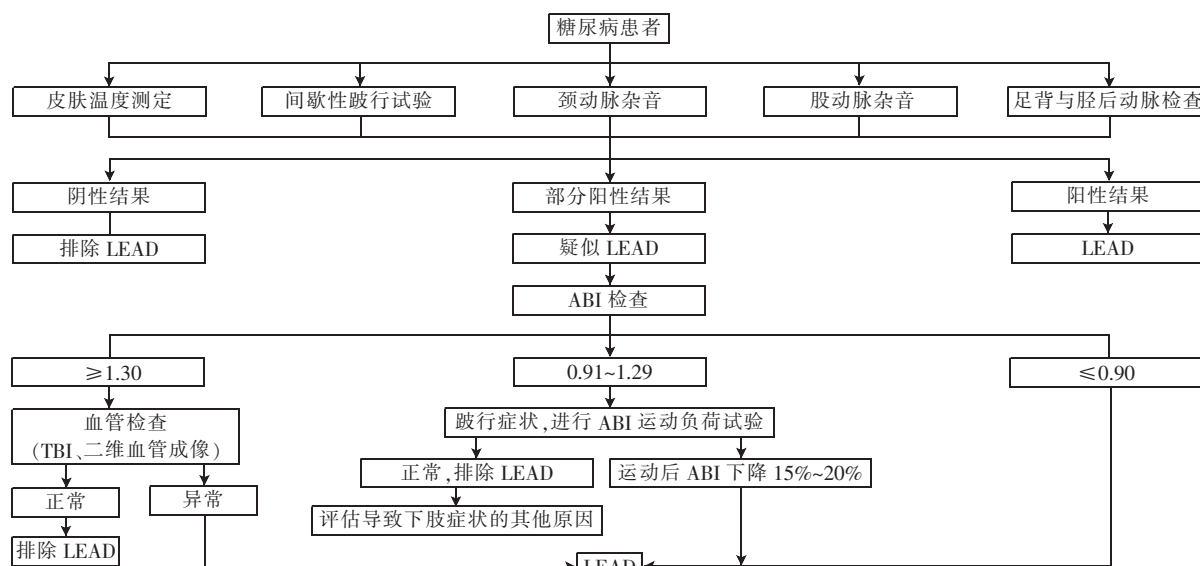 糖尿病患者
皮肤温度测定
间歇性跛行试验
颈动脉杂音
股动脉杂音
足背与胫后动脉检查
阴性结果
部分阳性结果
阳性结果
排除 LEAD
疑似 LEAD
LEAD
ABI 检查
≥1.30
0.91~1.29
≤0.90
血管检查
(TBI、二维血管成像)
跛行症状,进行 ABI 运动负荷试验
正常,排除 LEAD
运动后 ABI 下降 15%~20%
正常
异常
评估导致下肢症状的其他原因
排除 LEAD
LEAD